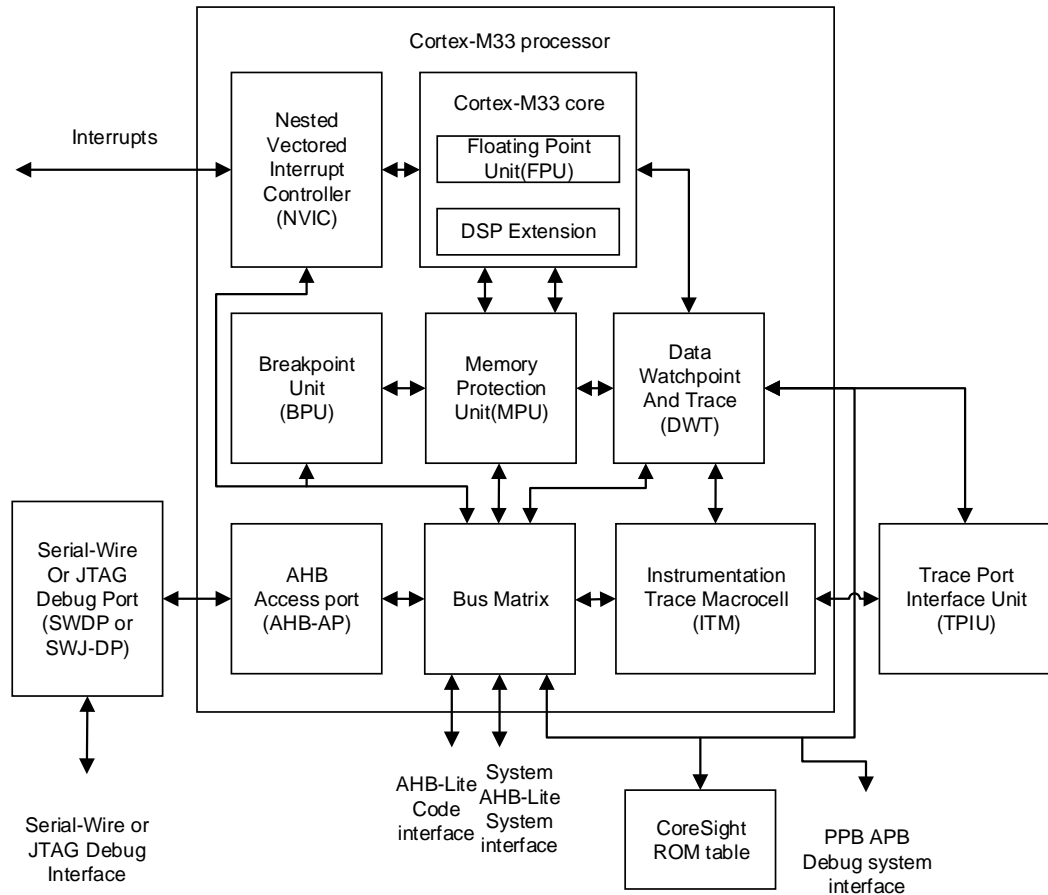 Cortex-M33 processor
Interrupts
Nested
Vectored
Interrupt
Controller
(NVIC)
Cortex-M33 core
Floating Point
Unit(FPU)
DSP Extension
Breakpoint
Unit
(BPU)
Memory
Protection
Unit(MPU)
Data
Watchpoint
And Trace
(DWT)
Serial-Wire
Or JTAG
Debug Port
(SWDP or
SWJ-DP)
AHB
Access port
(AHB-AP)
Bus Matrix
Instrumentation
Trace Macrocell
(ITM)
Trace Port
Interface Unit
(TPIU)
Serial-Wire or
JTAG Debug
Interface
AHB-Lite
Code
interface
System
AHB-Lite
System
interface
CoreSight
ROM table
PPB APB
Debug system
interface